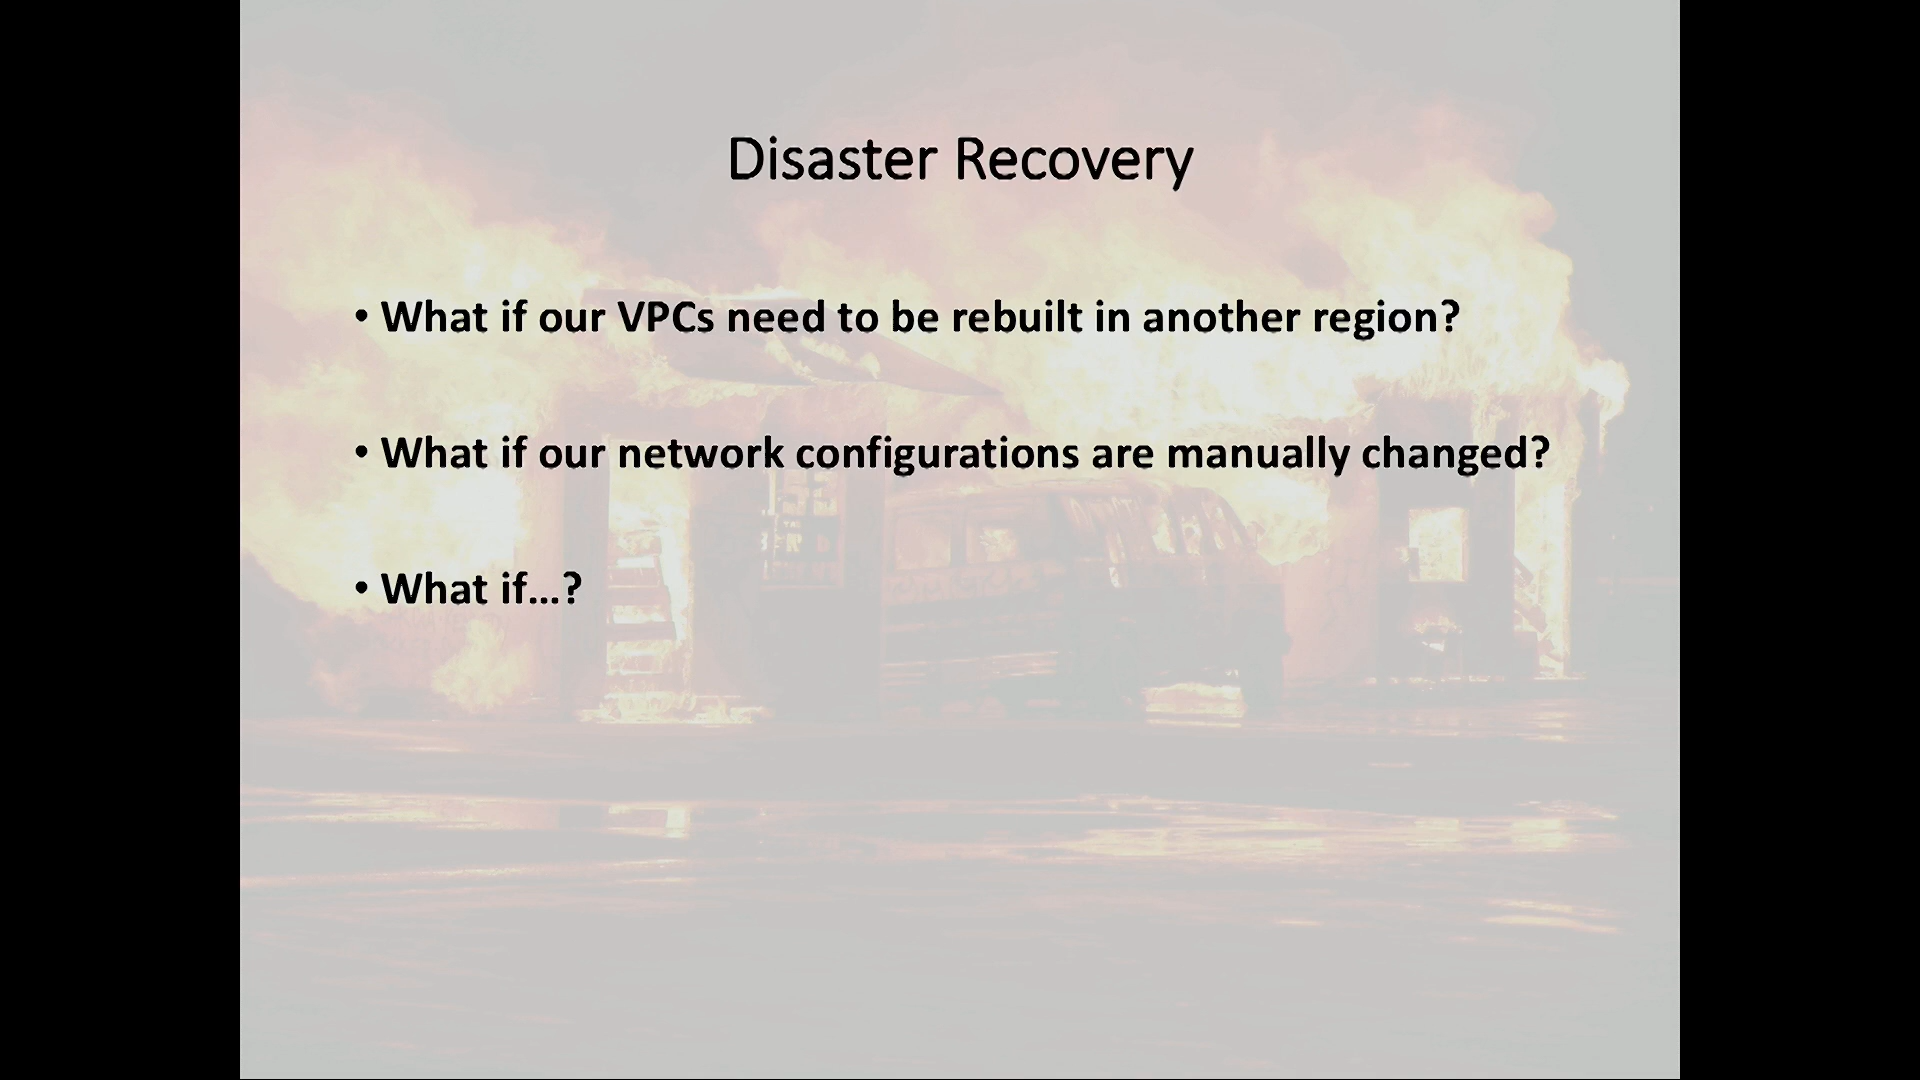 Disaster Recovery
• What if our VPCs need to be rebuilt in another region?
• What if our network configurations are manually changed?
• What if…?